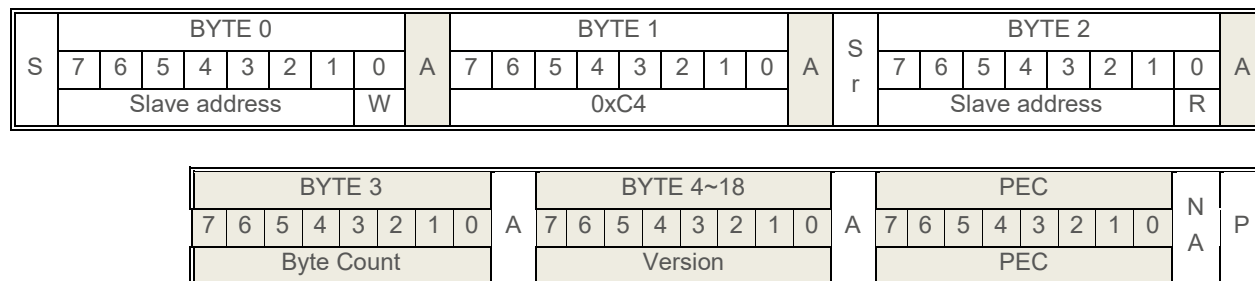 BYTE 0 BYTE 1 BYTE 2
S 7 6 5 4 3 2 1 0 A 7 6 5 4 3 2 1 0 A Sr 7 6 5 4 3 2 1 0 A
Slave address W 0xC4 Slave address R
BYTE 3 BYTE 4~18 PEC
7 6 5 4 3 2 1 0 A 7 6 5 4 3 2 1 0 A 7 6 5 4 3 2 1 0 NA P
Byte Count Version PEC